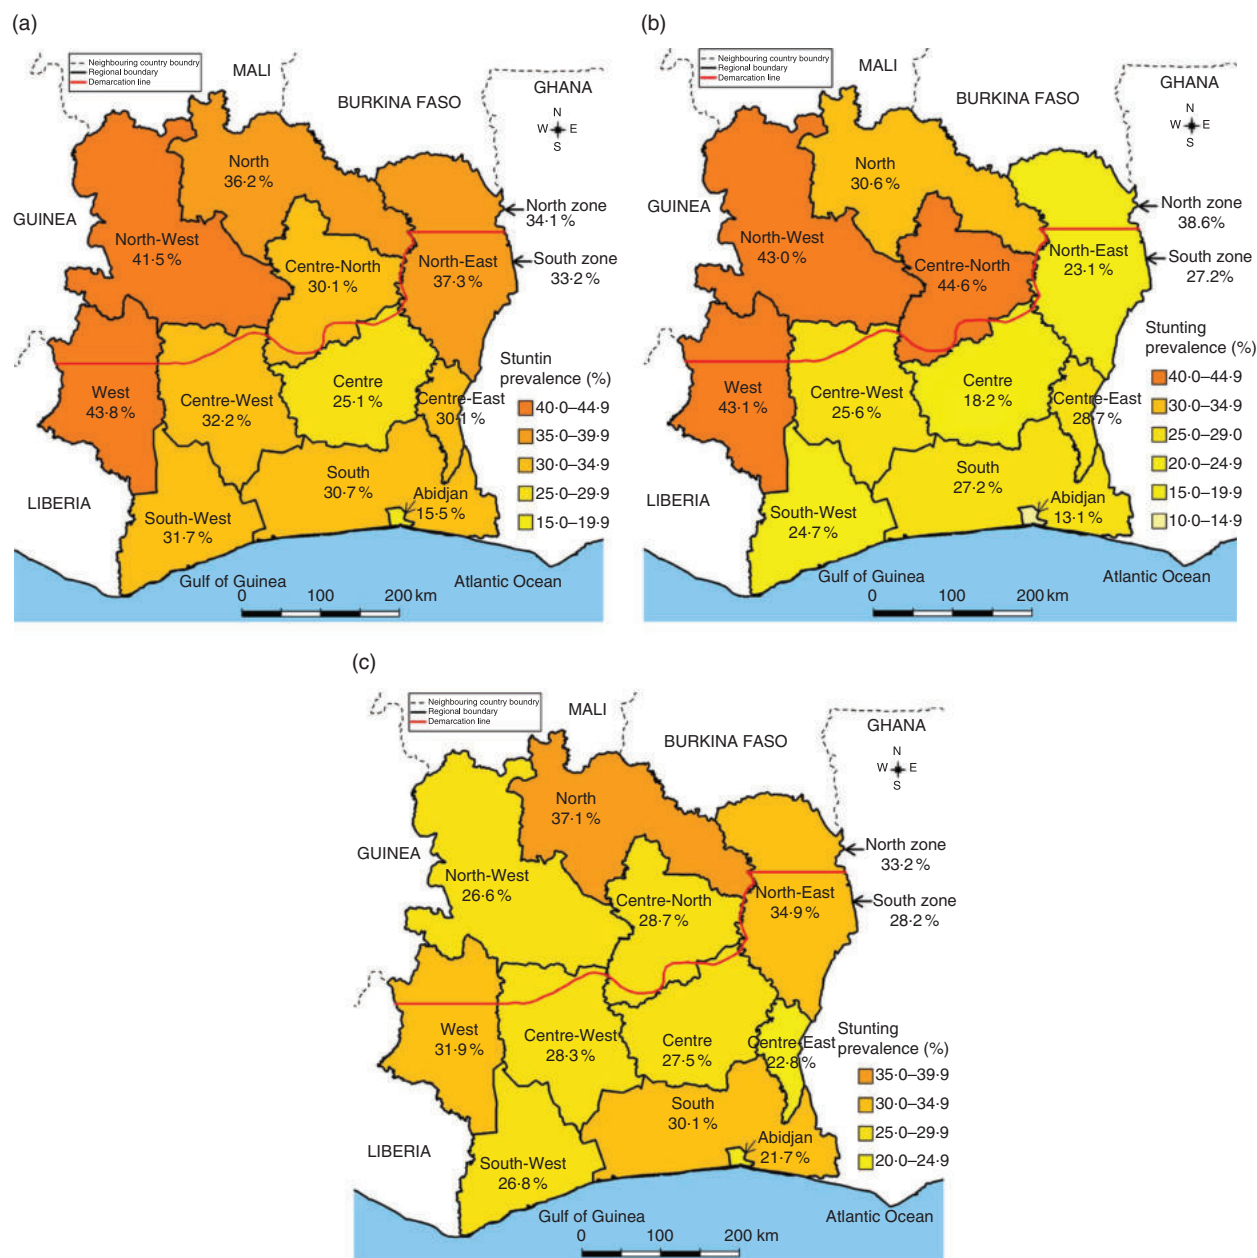 (a)
Neighbouring country boundry
Regional boundary
Demarcation line
MALI
BURKINA FASO
GHANA
N
W E
S
GUINEA
LIBERIA
North
36·2 %
North-West
41·5 %
Centre-North
30·1 %
North-East
37·3 %
North zone
34·1 %
South zone
33·2 %
West
43·8 %
Centre-West
32·2 %
Centre
25·1 %
Centre-East
30·1 %
South
30·7 %
Abidjan
15·5 %
South-West
31·7 %
Stuntin
prevalence (%)
40·0–44·9
35·0–39·9
30·0–34·9
25·0–29·9
15·0–19·9
Gulf of Guinea
Atlantic Ocean
0 100 200 km
(b)
Neighbouring country boundry
Regional boundary
Demarcation line
MALI
BURKINA FASO
GHANA
N
W E
S
GUINEA
LIBERIA
North
30·6 %
North-West
43·0 %
Centre-North
44·6 %
North-East
23·1 %
North zone
38.6%
South zone
27.2%
West
43·1 %
Centre-West
25·6 %
Centre
18·2 %
Centre-East
28·7 %
South
27·2 %
Abidjan
13·1 %
South-West
24·7 %
Stunting
prevalence (%)
40·0–44·9
30·0–34·9
25·0–29·0
20·0–24·9
15·0–19·9
10·0–14·9
Gulf of Guinea
Atlantic Ocean
0 100 200 km
(c)
Neighbouring country boundry
Regional boundary
Demarcation line
MALI
BURKINA FASO
GHANA
N
W E
S
GUINEA
LIBERIA
North
37·1 %
North-West
26·6 %
Centre-North
28·7 %
North-East
34·9 %
North zone
33·2 %
South zone
28·2 %
West
31·9 %
Centre-West
28·3 %
Centre
27·5 %
Centre-East
22·8 %
South
30·1 %
Abidjan
21·7 %
South-West
26·8 %
Stunting
prevalence (%)
35·0–39·9
30·0–34·9
25·0–29·9
20·0–24·9
Gulf of Guinea
Atlantic Ocean
0 100 200 km